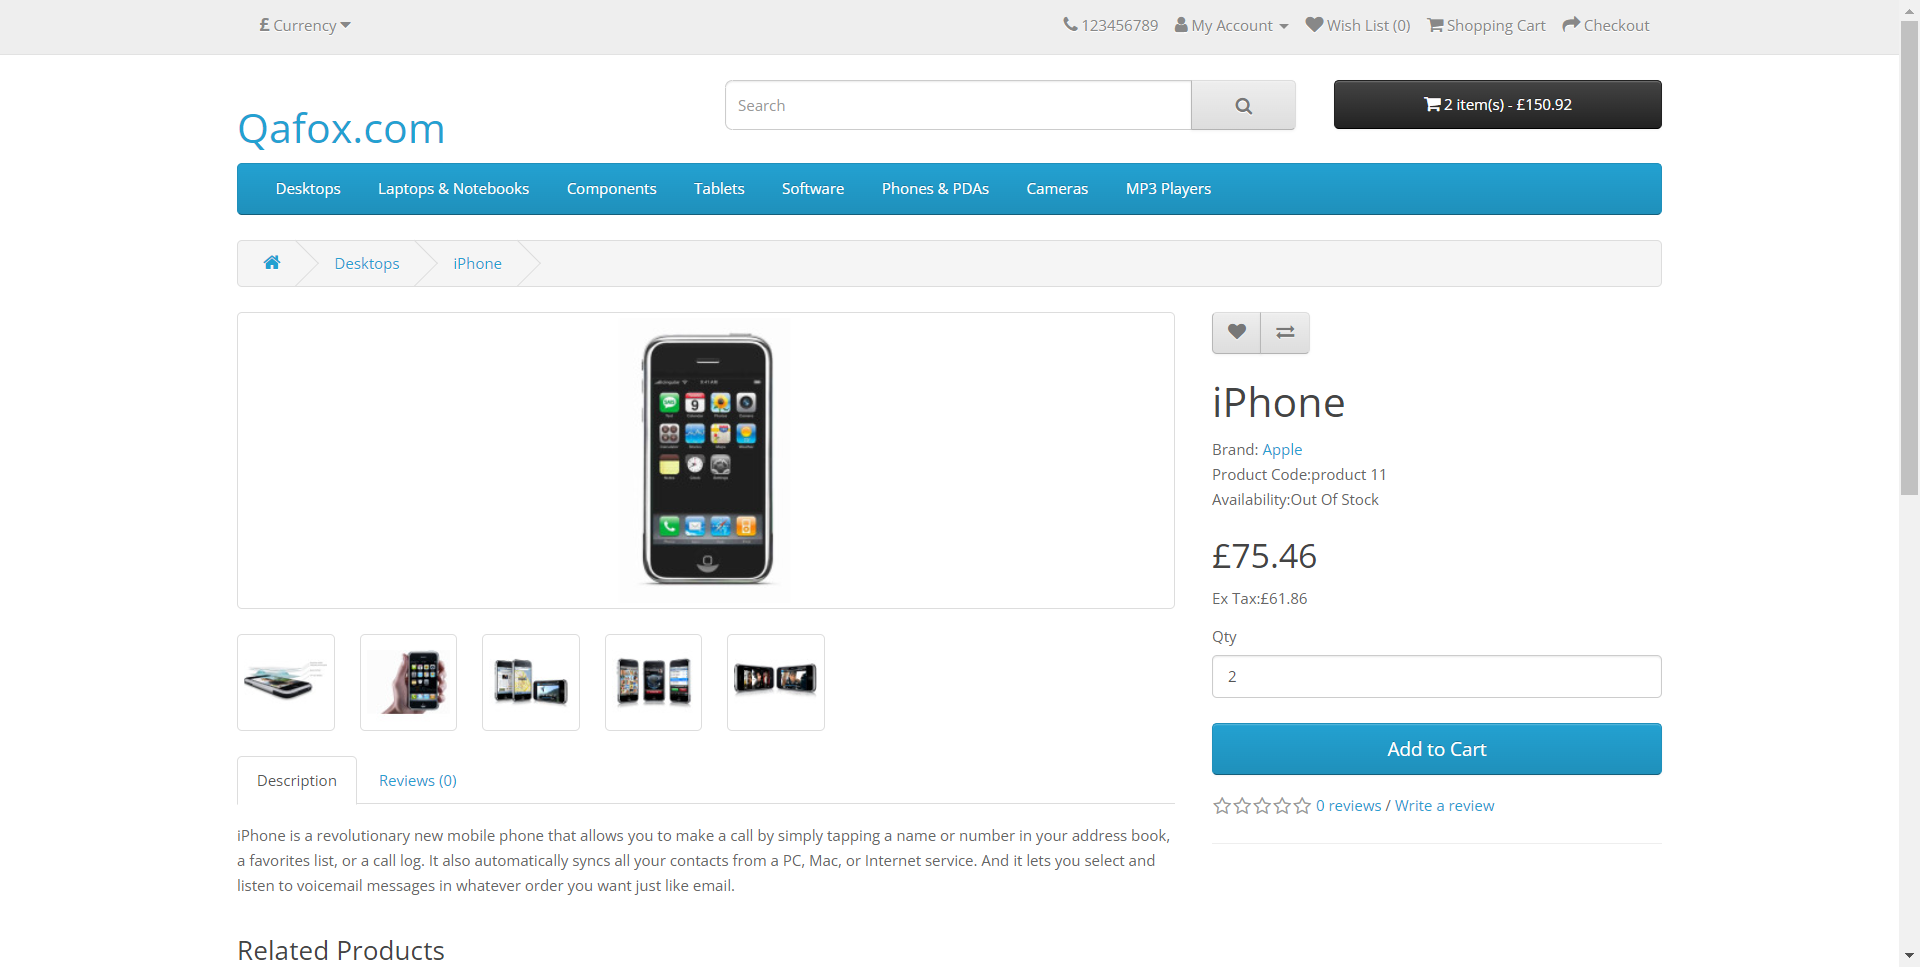 £ Currency
123456789 My Account Wish List (0) Shopping Cart Checkout
Qafox.com
Search
2 item(s) - £150.92
Desktops Laptops & Notebooks Components Tablets Software Phones & PDAs Cameras MP3 Players
Desktops iPhone
iPhone
Brand: Apple
Product Code:product 11
Availability:Out Of Stock
£75.46
Ex Tax:£61.86
Qty
2
Add to Cart
0 reviews / Write a review
Description Reviews (0)
iPhone is a revolutionary new mobile phone that allows you to make a call by simply tapping a name or number in your address book,
a favorites list, or a call log. It also automatically syncs all your contacts from a PC, Mac, or Internet service. And it lets you select and
listen to voicemail messages in whatever order you want just like email.
Related Products